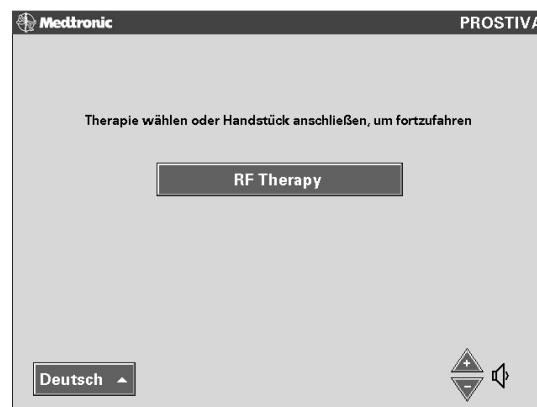 Medtronic PROSTIVA
Therapie wählen oder Handstück anschließen, um fortzufahren
RF Therapy
Deutsch
+
-